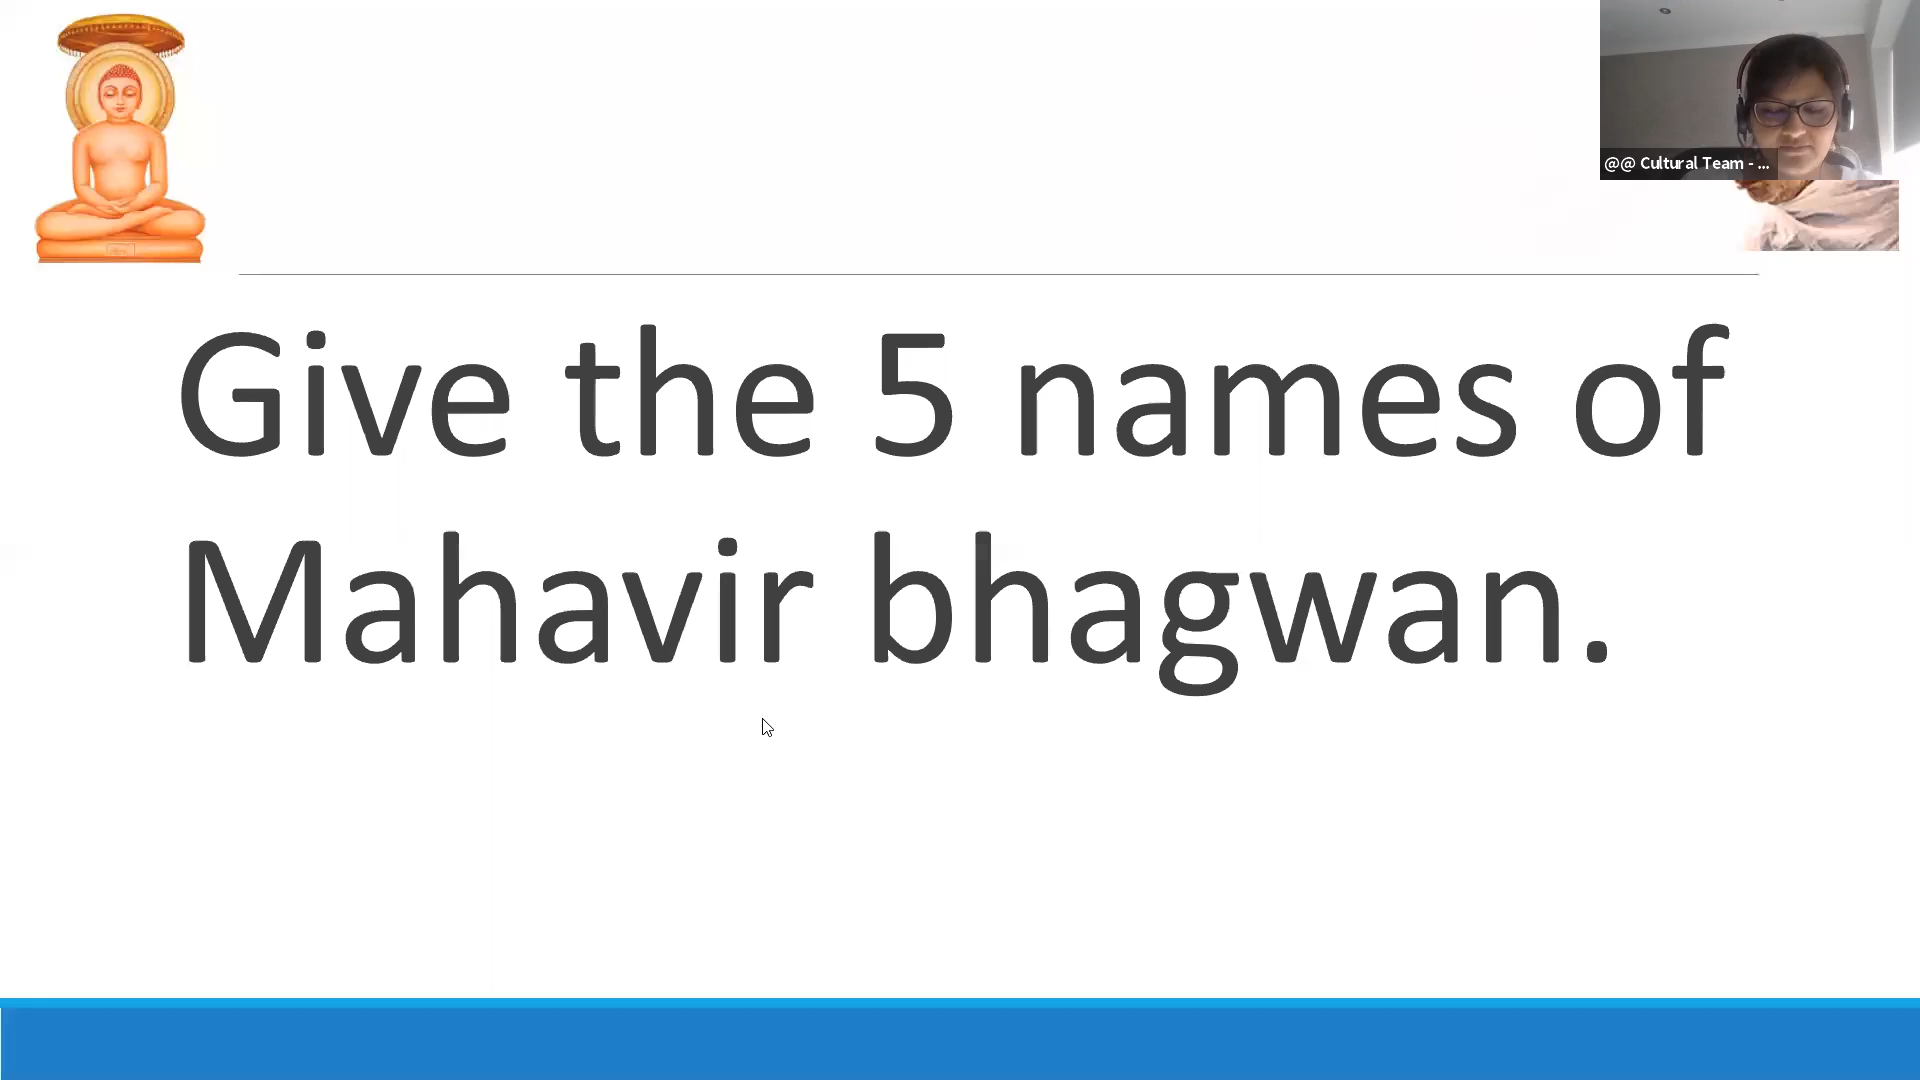 @@ Cultural Team - ...
Give the 5 names of
Mahavir bhagwan.